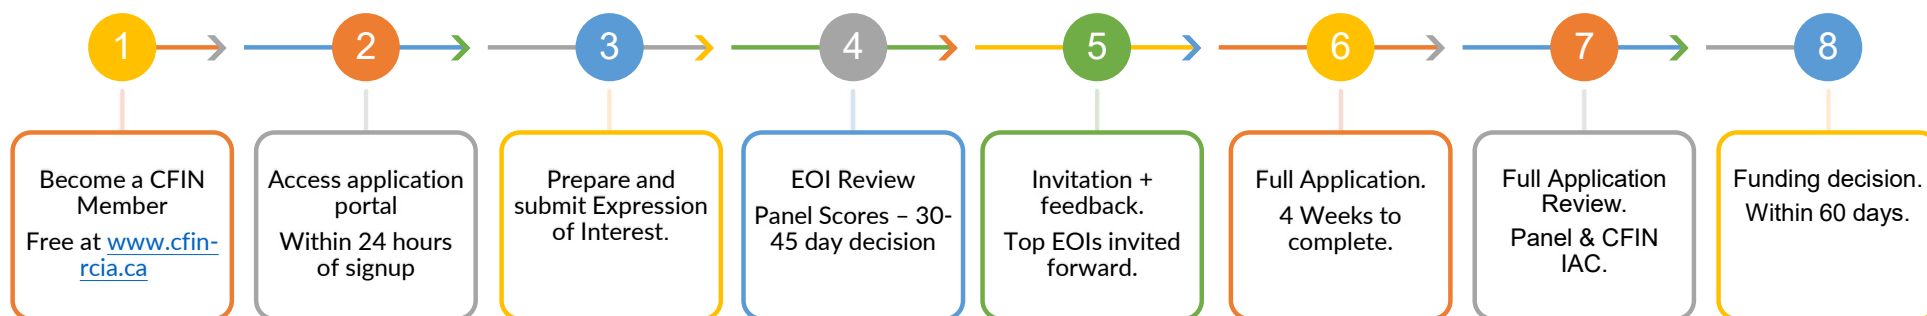 1
2
3
4
5
6
7
8
Become a CFIN
Member
Free at www.cfin-
rcia.ca
Access application
portal
Within 24 hours
of signup
Prepare and
submit Expression
of Interest.
EOI Review
Panel Scores – 30-
45 day decision
Invitation +
feedback.
Top EOIs invited
forward.
Full Application.
4 Weeks to
complete.
Full Application
Review.
Panel & CFIN
IAC.
Funding decision.
Within 60 days.